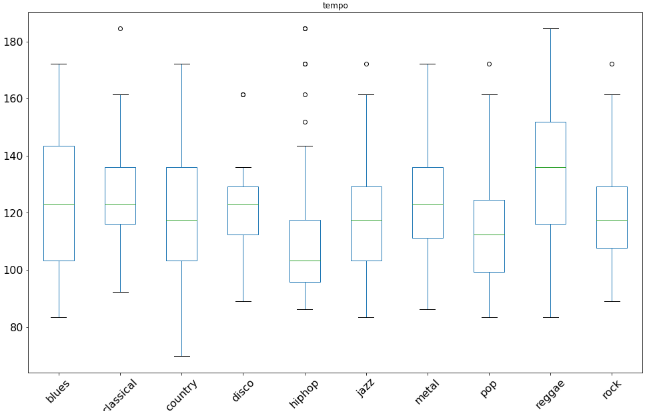 tempo
180
160
140
120
100
80
blues
classical
country
disco
hiphop
jazz
metal
pop
reggae
rock